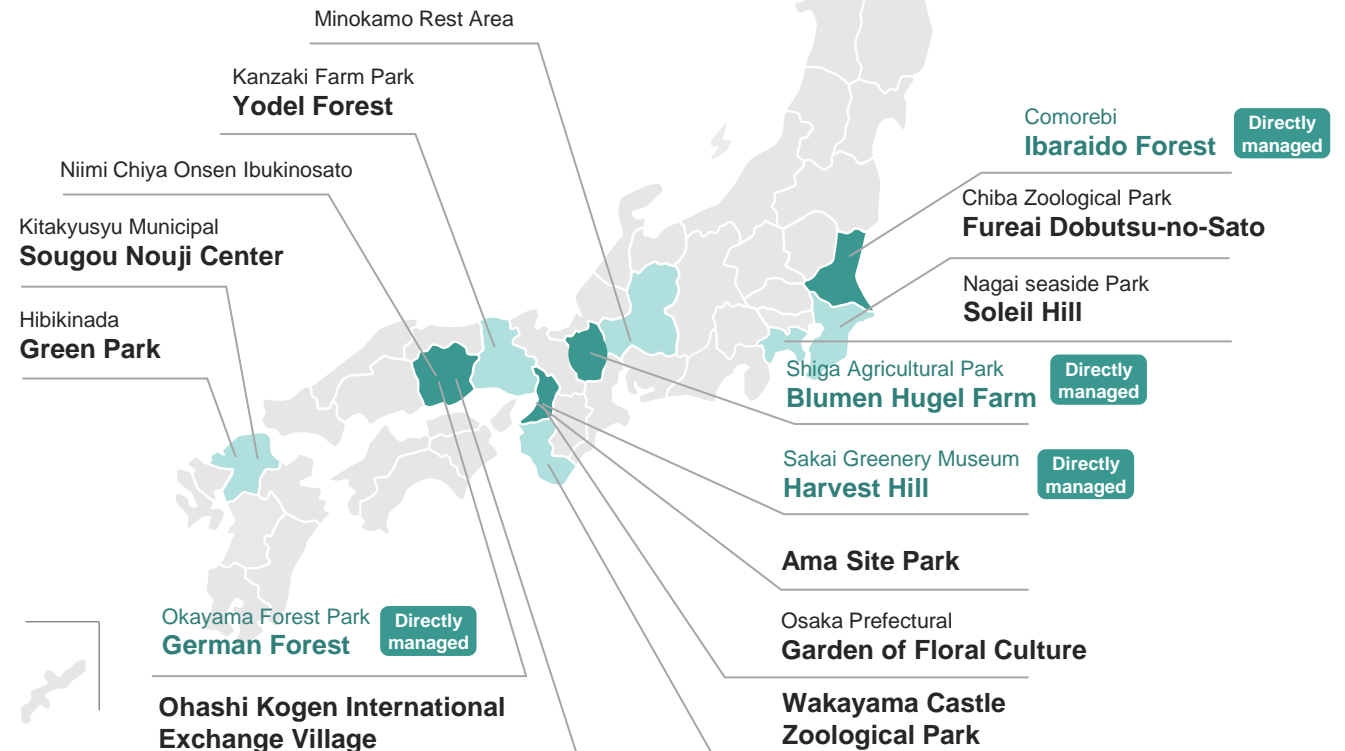 Minokamo Rest Area
Kanzaki Farm Park
Yodel Forest
Niimi Chiya Onsen Ibukinosato
Kitakyusyu Municipal
Sougou Nouji Center
Hibikinada
Green Park
Comorebi
Ibaraido Forest
Directly
managed
Chiba Zoological Park
Fureai Dobutsu-no-Sato
Nagai seaside Park
Soleil Hill
Shiga Agricultural Park
Blumen Hugel Farm
Directly
managed
Sakai Greenery Museum
Harvest Hill
Directly
managed
Ama Site Park
Osaka Prefectural
Garden of Floral Culture
Wakayama Castle
Zoological Park
Okayama Forest Park
German Forest
Directly
managed
Ohashi Kogen International
Exchange Village